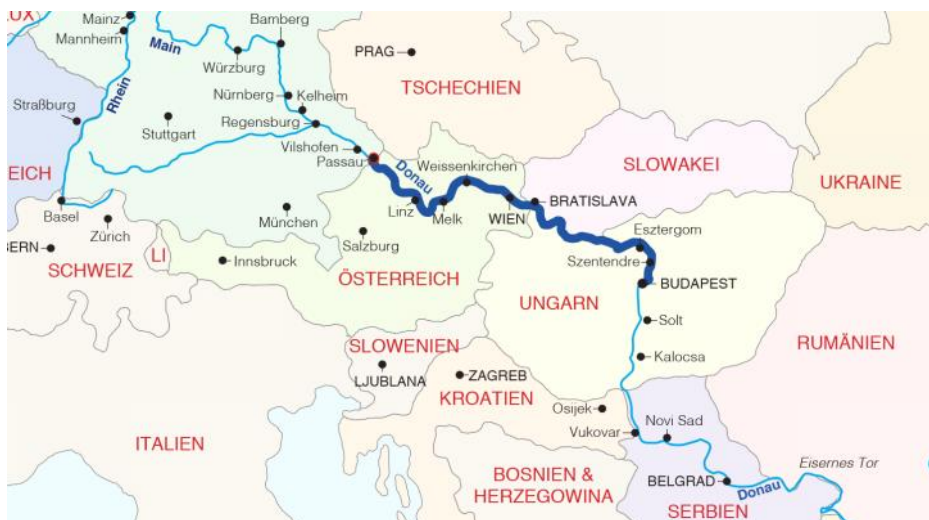 LUX
Mainz
Mannheim
Main
Bamberg
Würzburg
PRAG
TSCHECHIEN
Rhein
Nürnberg
Kelheim
Straßburg
Stuttgart
Regensburg
Vilshofen
Passau
Donau
Weissenkirchen
SLOWAKEI
UKRAINE
EICH
Basel
Zürich
München
Linz
Melk
WIEN
BRATISLAVA
BERN
SCHWEIZ
LI
Innsbruck
Salzburg
ÖSTERREICH
Esztergom
Szentendre
BUDAPEST
UNGARN
Solt
Kalocsa
RUMÄNIEN
SLOWENIEN
LJUBLANA
ZAGREB
KROATIEN
Osijek
Vukovar
Novi Sad
ITALIEN
BOSNIEN &
HERZEGOWINA
BELGRAD
Donau
Eisernes Tor
SERBIEN